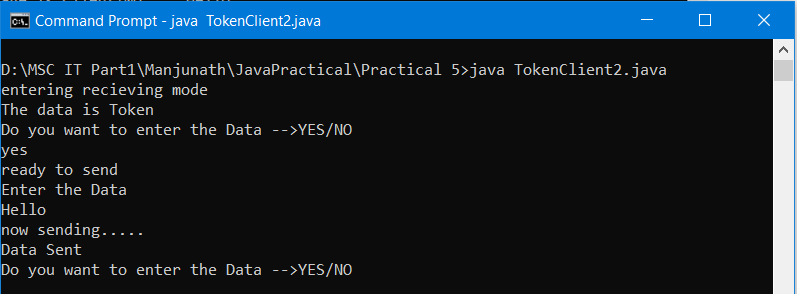 Command Prompt - java  TokenClient2.java
D:\MSC IT Part1\Manjunath\JavaPractical\Practical 5>java TokenClient2.java
entering recieving mode
The data is Token
Do you want to enter the Data -->YES/NO
yes
ready to send
Enter the Data
Hello
now sending.....
Data Sent
Do you want to enter the Data -->YES/NO